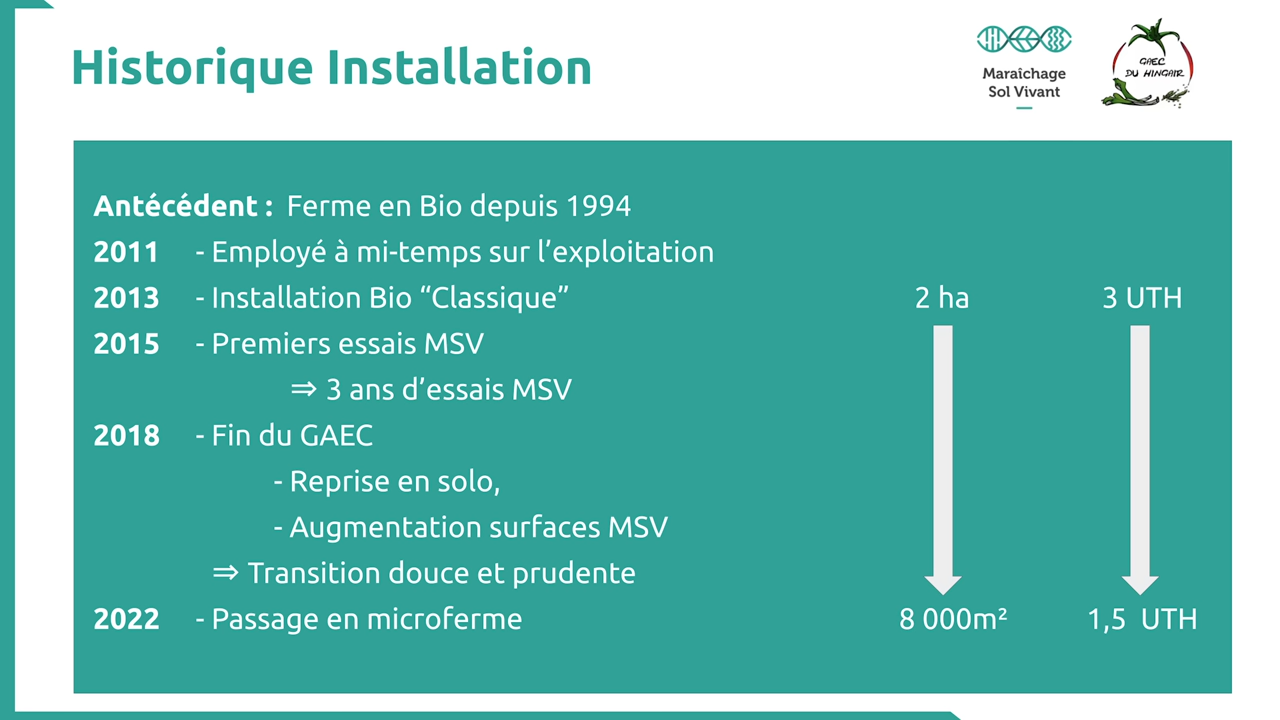 Historique Installation
Maraîchage
Sol Vivant
GAEC
DU HINGAIR
Antécédent : Ferme en Bio depuis 1994
2011 - Employé à mi-temps sur l’exploitation
2013 - Installation Bio “Classique” 2 ha 3 UTH
2015 - Premiers essais MSV
⇒ 3 ans d’essais MSV
2018 - Fin du GAEC
- Reprise en solo,
- Augmentation surfaces MSV
⇒ Transition douce et prudente
2022 - Passage en microferme 8 000m² 1,5 UTH